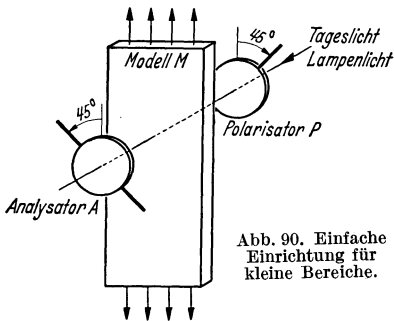 45°
Tageslicht
Lampenlicht
Modell M
45°
Polarisator P
Analysator A
Abb. 90. Einfache
Einrichtung für
kleine Bereiche.